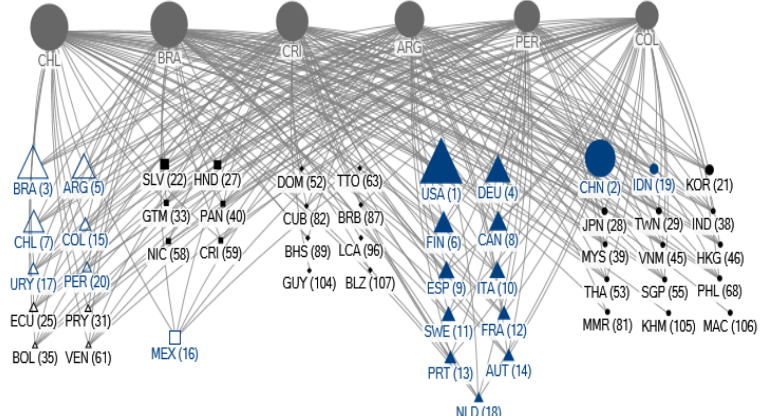 CHL BRA CRI ARG PER COL
BRA (3) ARG (5) SLV (22) HND (27) DOM (52) TTO (63) USA (1) DEU (4) CHN (2) IDN (19) KOR (21)
CHL (7) COL (15) GTM (33) PAN (40) CUB (82) BRB (87) FIN (6) CAN (8) JPN (28) TWN (29) IND (38)
URY (17) PER (20) NIC (58) CRI (59) BHS (89) LCA (96) ESP (9) ITA (10) MYS (39) VNM (45) HKG (46)
ECU (25) PRY (31) GUY (104) BLZ (107) SWE (11) FRA (12) THA (53) SGP (55) PHL (68)
BOL (35) VEN (61) MEX (16) PRT (13) AUT (14) MMR (81) KHM (105) MAC (106)
NLD (18)